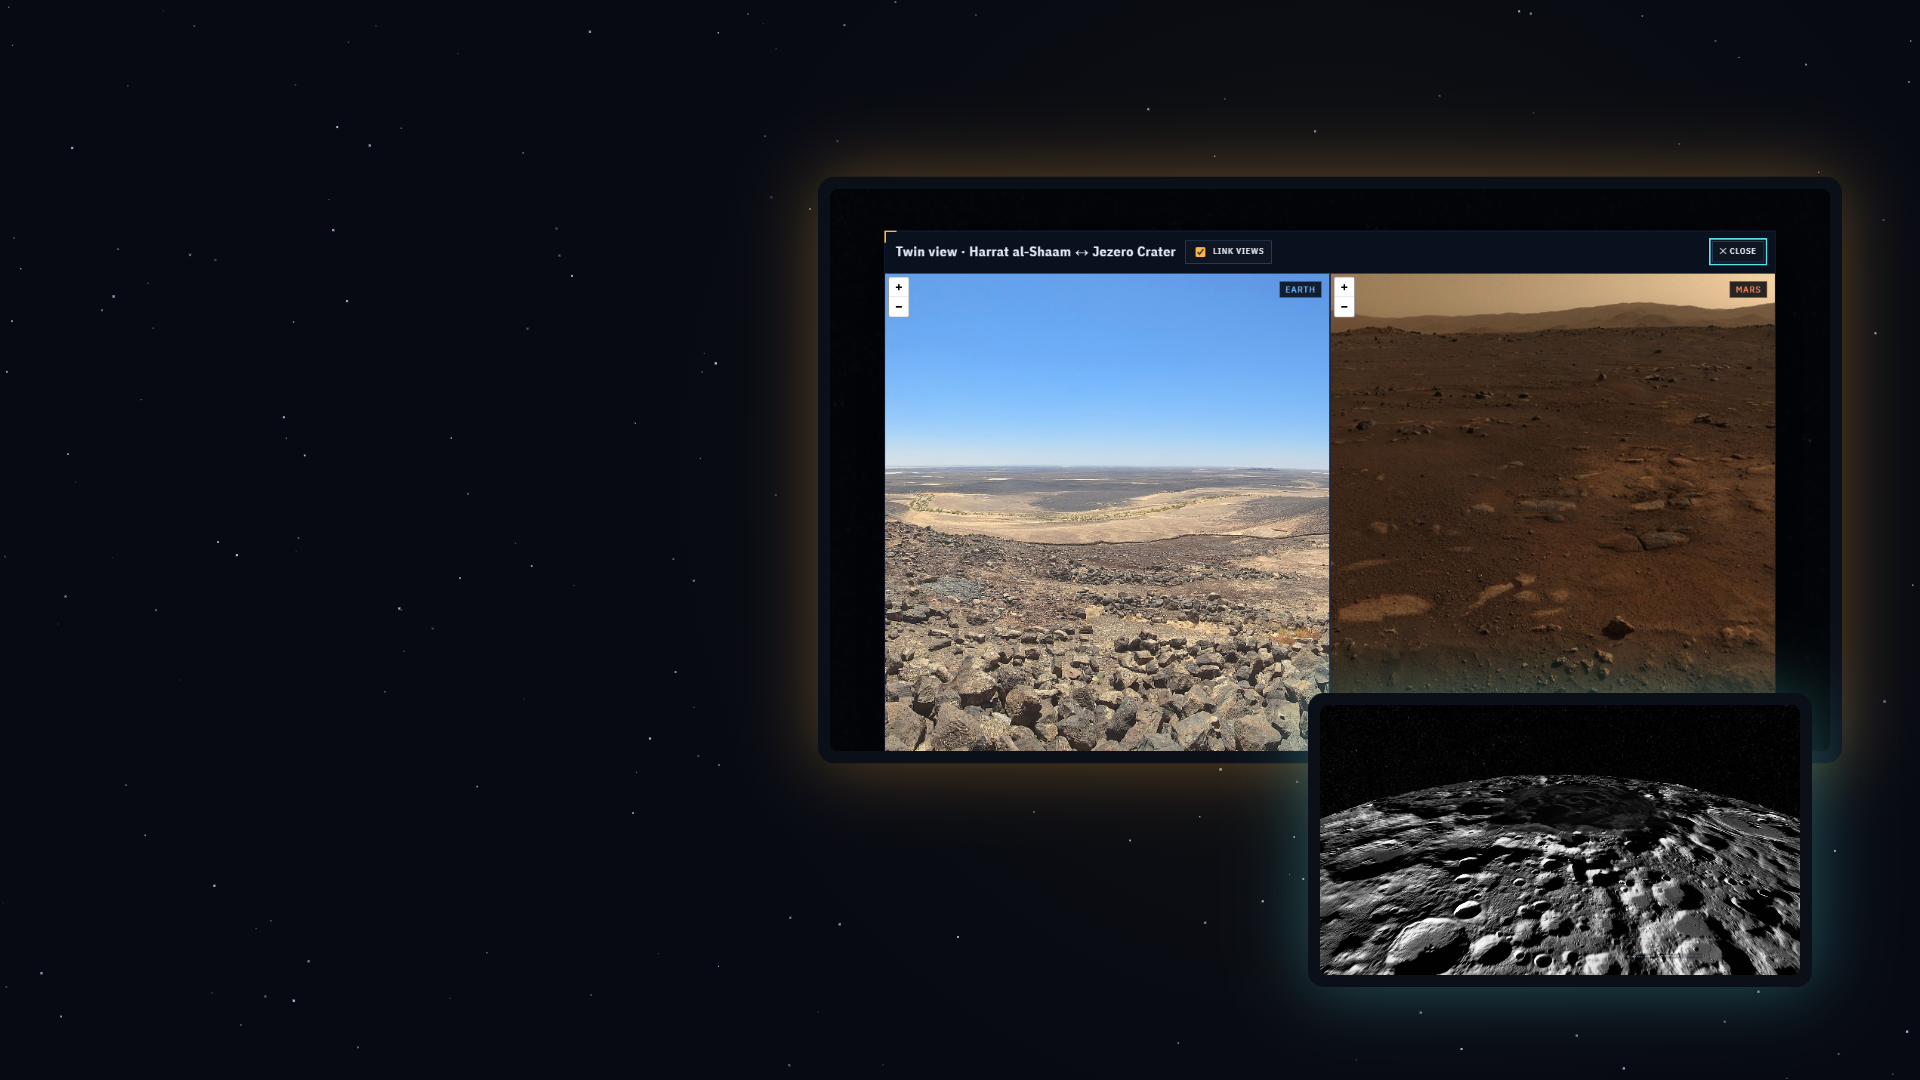 Twin view · Harrat al-Shaam ↔ Jezero Crater
LINK VIEWS
× CLOSE
+
−
EARTH
+
−
MARS